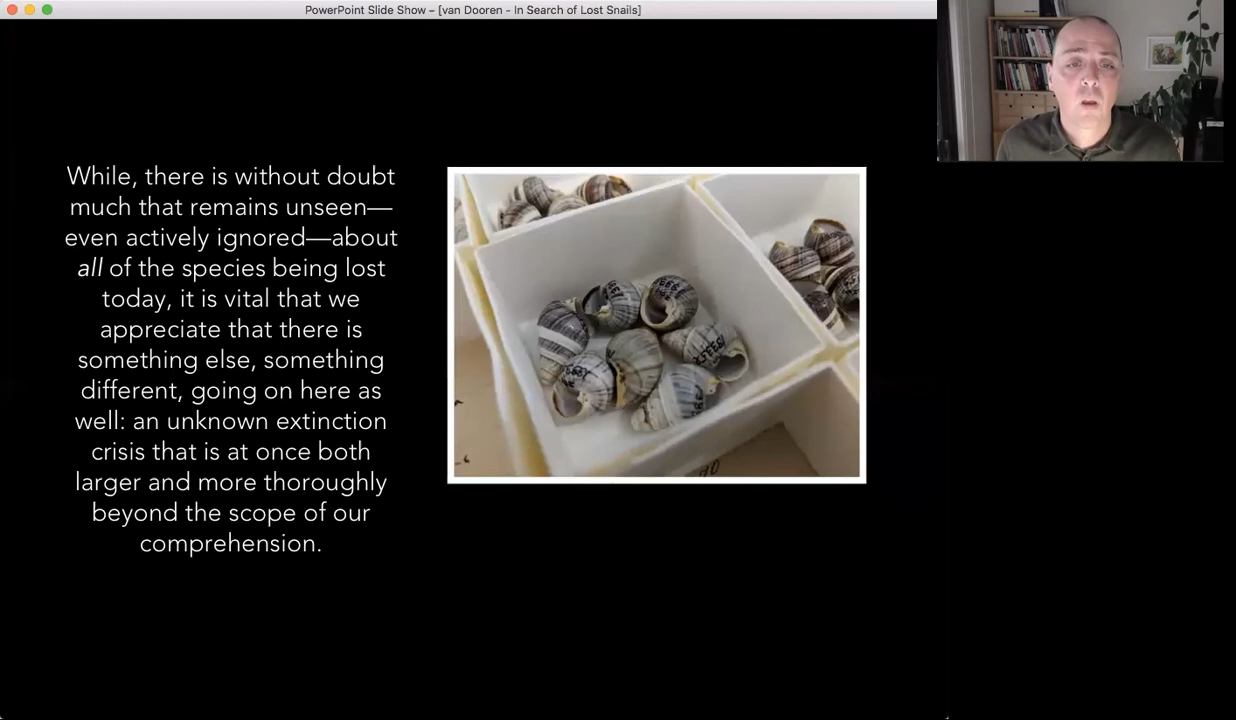 PowerPoint Slide Show – [van Dooren - In Search of Lost Snails]
While, there is without doubt
much that remains unseen—
even actively ignored—about
all of the species being lost
today, it is vital that we
appreciate that there is
something else, something
different, going on here as
well: an unknown extinction
crisis that is at once both
larger and more thoroughly
beyond the scope of our
comprehension.